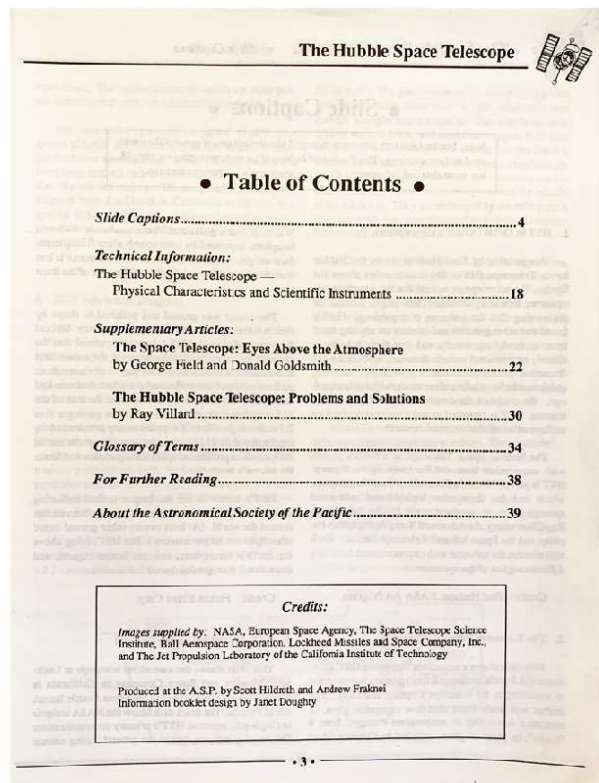 The Hubble Space Telescope
• Table of Contents •
Slide Captions....................4
Technical Information:
The Hubble Space Telescope —
Physical Characteristics and Scientific Instruments ....................18
Supplementary Articles:
The Space Telescope: Eyes Above the Atmosphere
by George Field and Donald Goldsmith ....................22
The Hubble Space Telescope: Problems and Solutions
by Ray Villard ....................30
Glossary of Terms....................34
For Further Reading....................38
About the Astronomical Society of the Pacific....................39
Credits:
Images supplied by: NASA, European Space Agency, The Space Telescope Science
Institute, Ball Aerospace Corporation, Lockheed Missiles and Space Company, Inc.,
and The Jet Propulsion Laboratory of the California Institute of Technology
Produced at the A.S.P. by Scott Hildreth and Andrew Fraknoi
Information booklet design by Janet Doughty
• 3 •